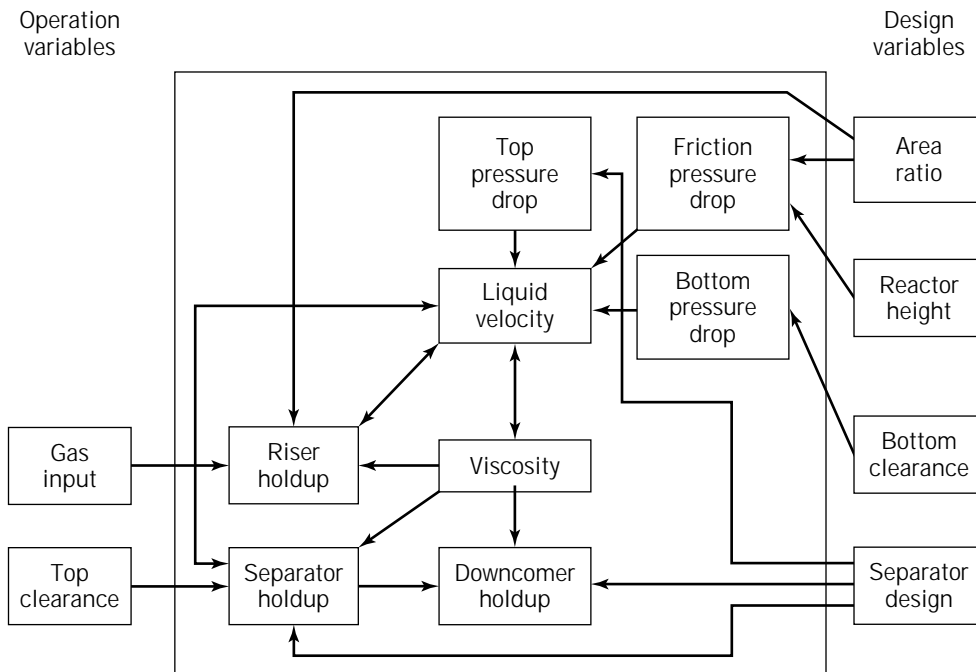 Operation
variables
Design
variables
Top
pressure
drop
Friction
pressure
drop
Area
ratio
Liquid
velocity
Bottom
pressure
drop
Reactor
height
Gas
input
Riser
holdup
Viscosity
Bottom
clearance
Top
clearance
Separator
holdup
Downcomer
holdup
Separator
design